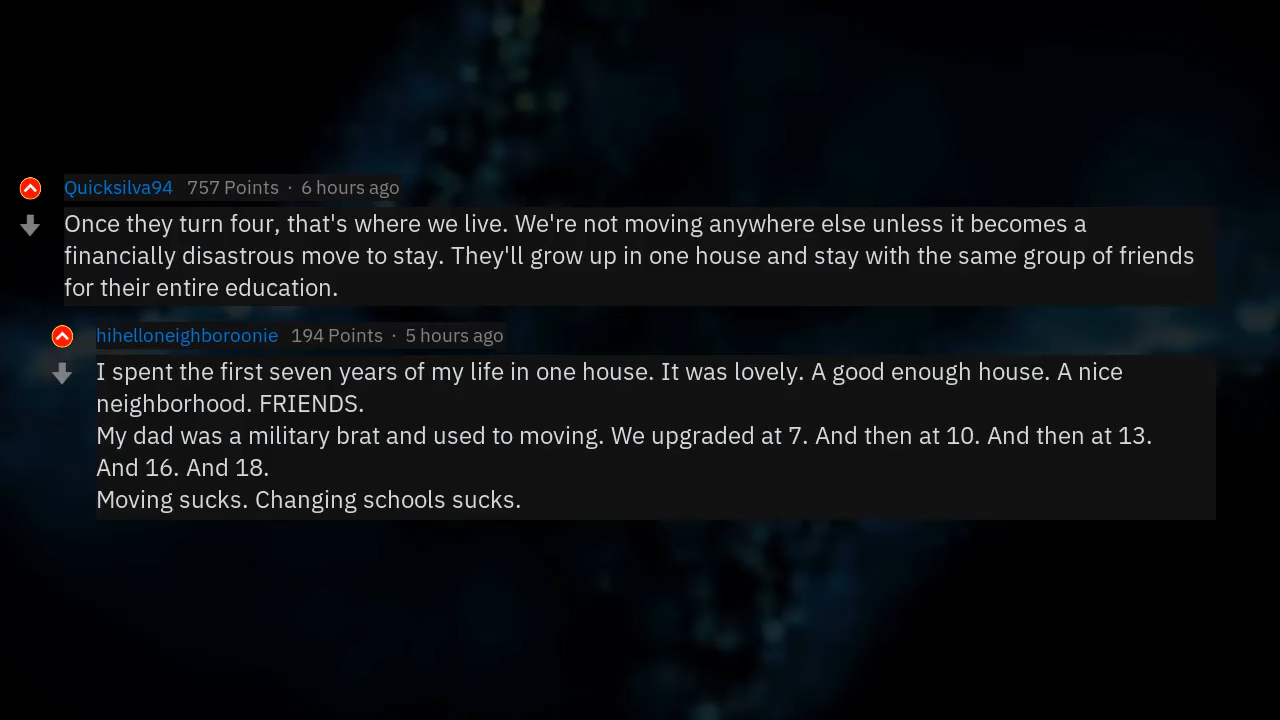 Quicksilva94 757 Points · 6 hours ago
Once they turn four, that's where we live. We're not moving anywhere else unless it becomes a
financially disastrous move to stay. They'll grow up in one house and stay with the same group of friends
for their entire education.
hihelloneighboroonie 194 Points · 5 hours ago
I spent the first seven years of my life in one house. It was lovely. A good enough house. A nice
neighborhood. FRIENDS.
My dad was a military brat and used to moving. We upgraded at 7. And then at 10. And then at 13.
And 16. And 18.
Moving sucks. Changing schools sucks.